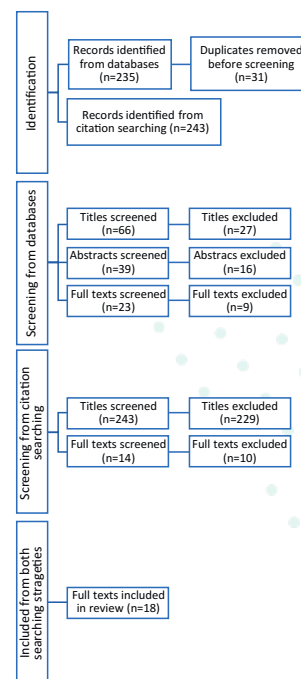 Identification
Records identified
from databases
(n=235)
Duplicates removed
before screening
(n=31)
Records identified from
citation searching (n=243)
Screening from databases
Titles screened
(n=66)
Titles excluded
(n=27)
Abstracts screened
(n=39)
Abstracs excluded
(n=16)
Full texts screened
(n=23)
Full texts excluded
(n=9)
Screening from citation
searching
Titles screened
(n=243)
Titles excluded
(n=229)
Full texts screened
(n=14)
Full texts excluded
(n=10)
Included from both
searching strageties
Full texts included
in review (n=18)